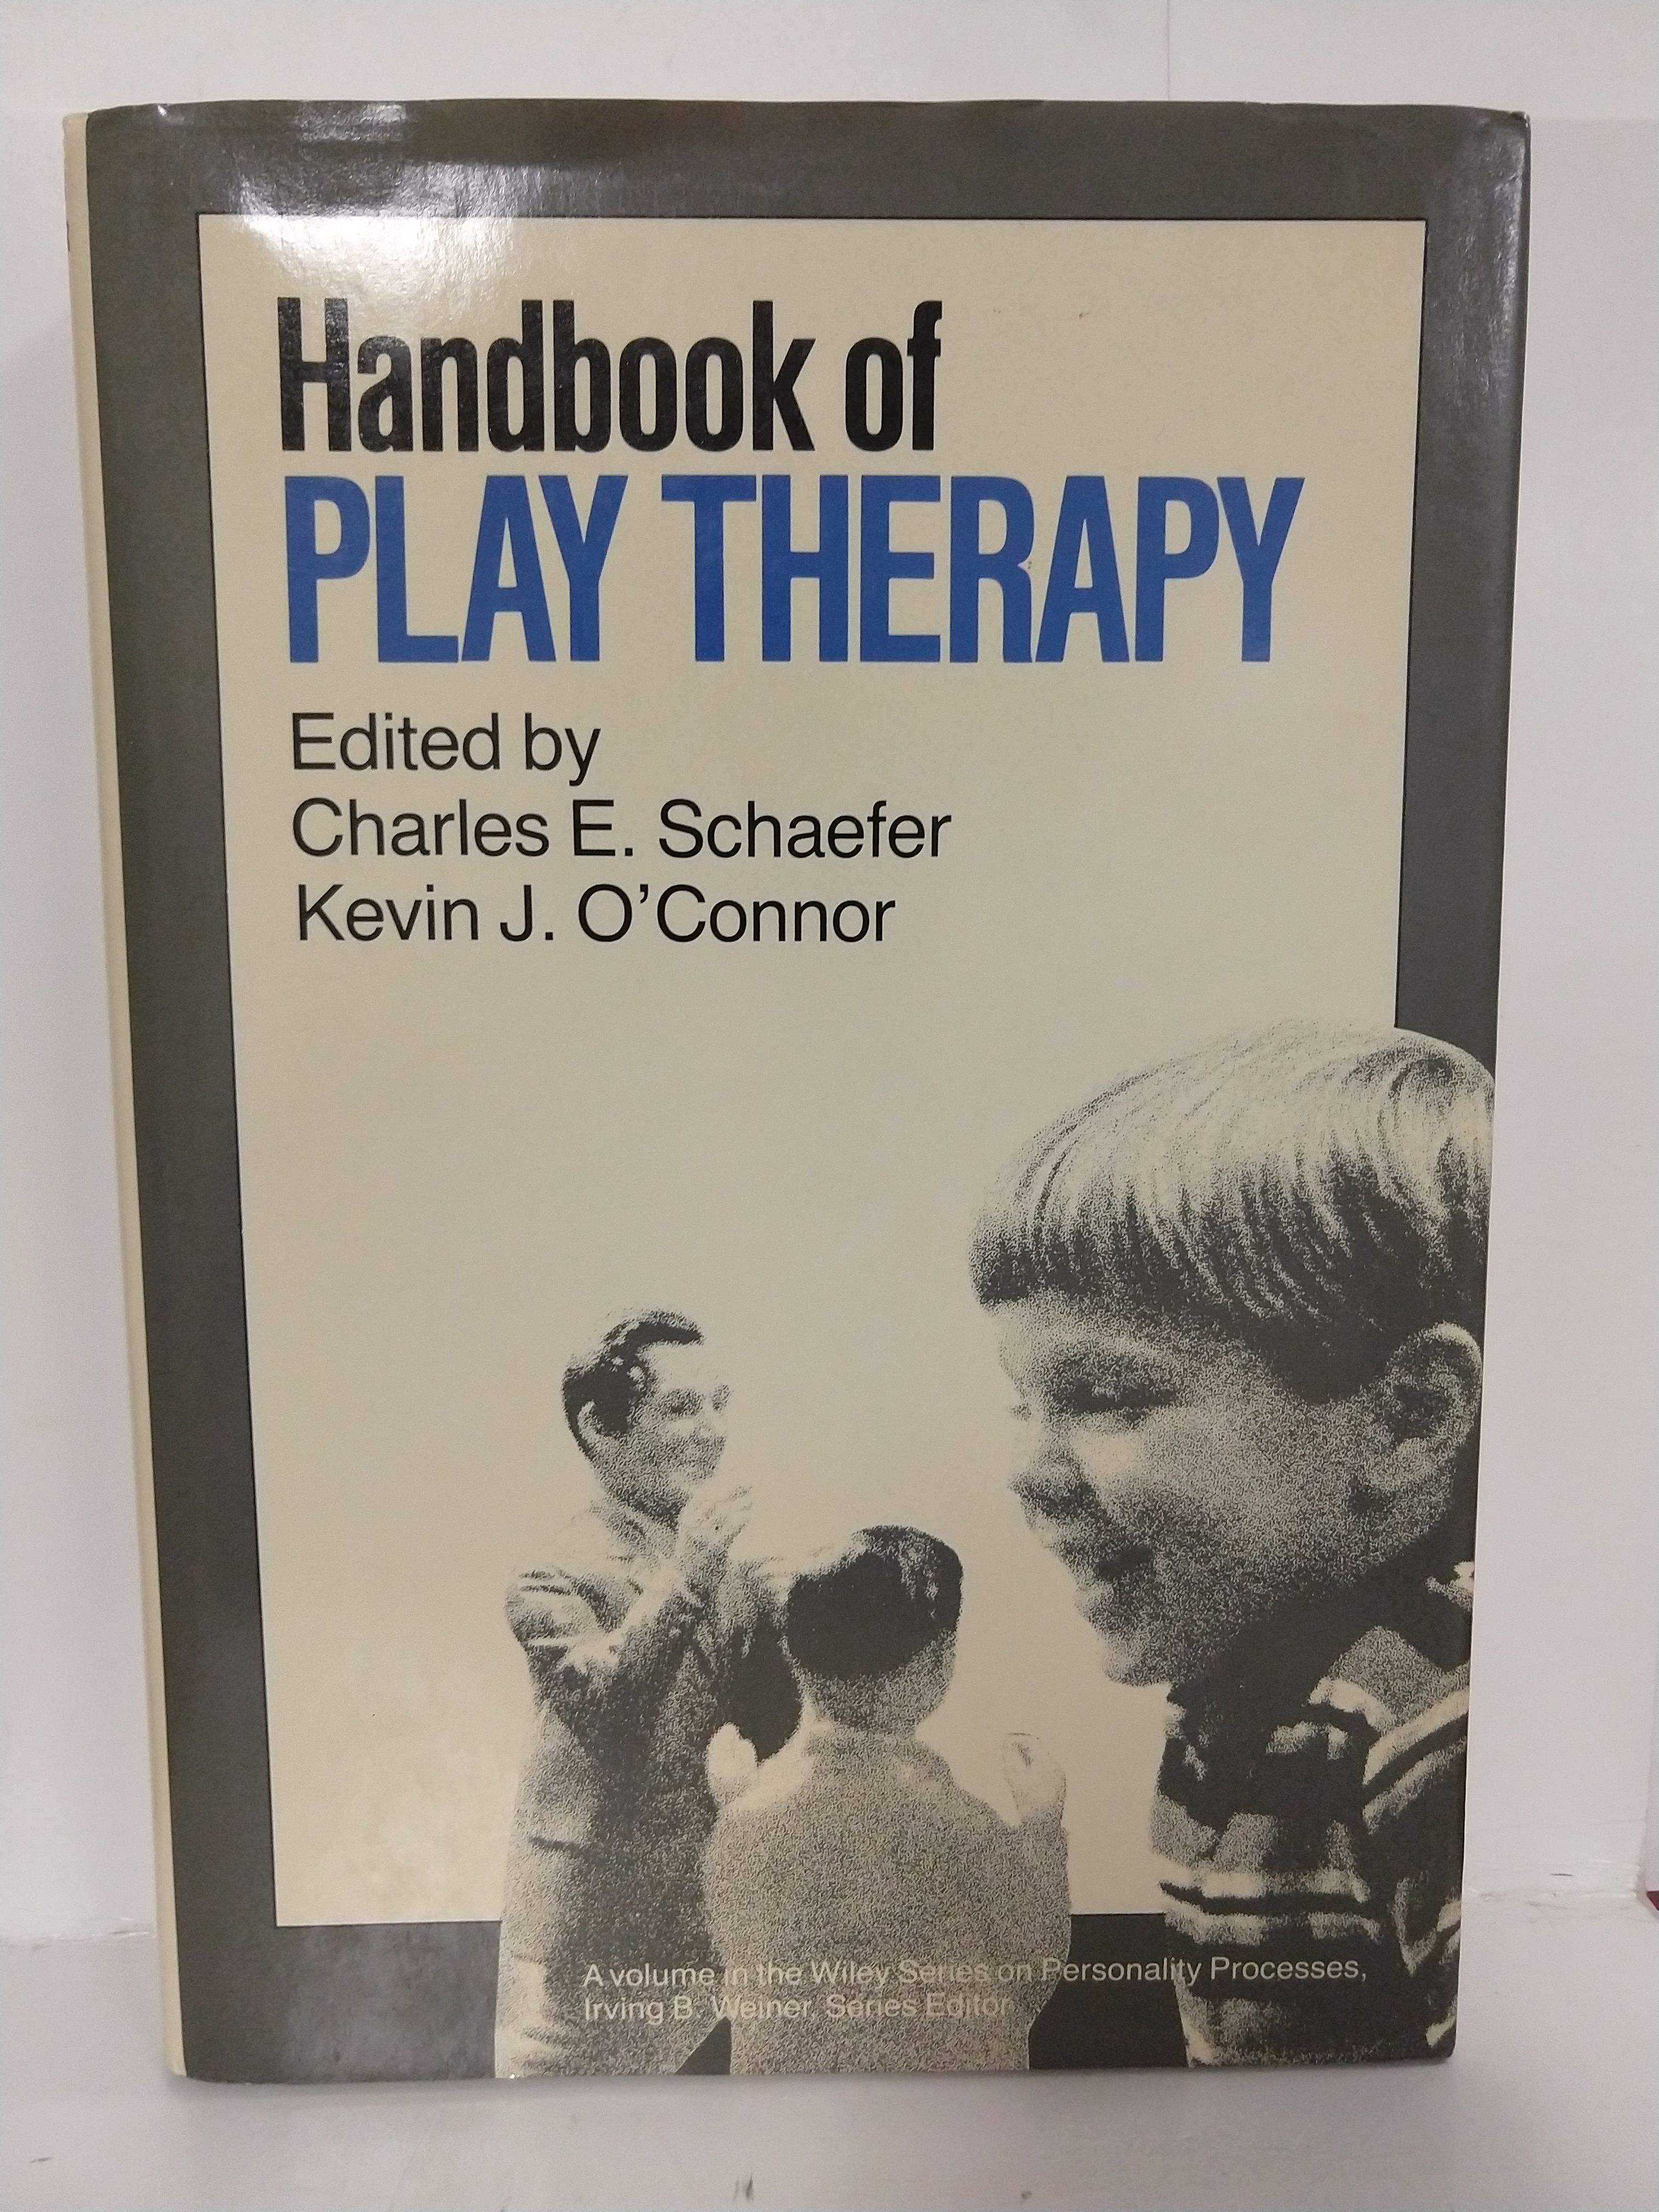 Handbook of
PLAY THERAPY
Edited by
Charles E. Schaefer
Kevin J. O'Connor
A volume in the Wiley Series on Personality Processes,
Irving B. Weiner, Series Editor